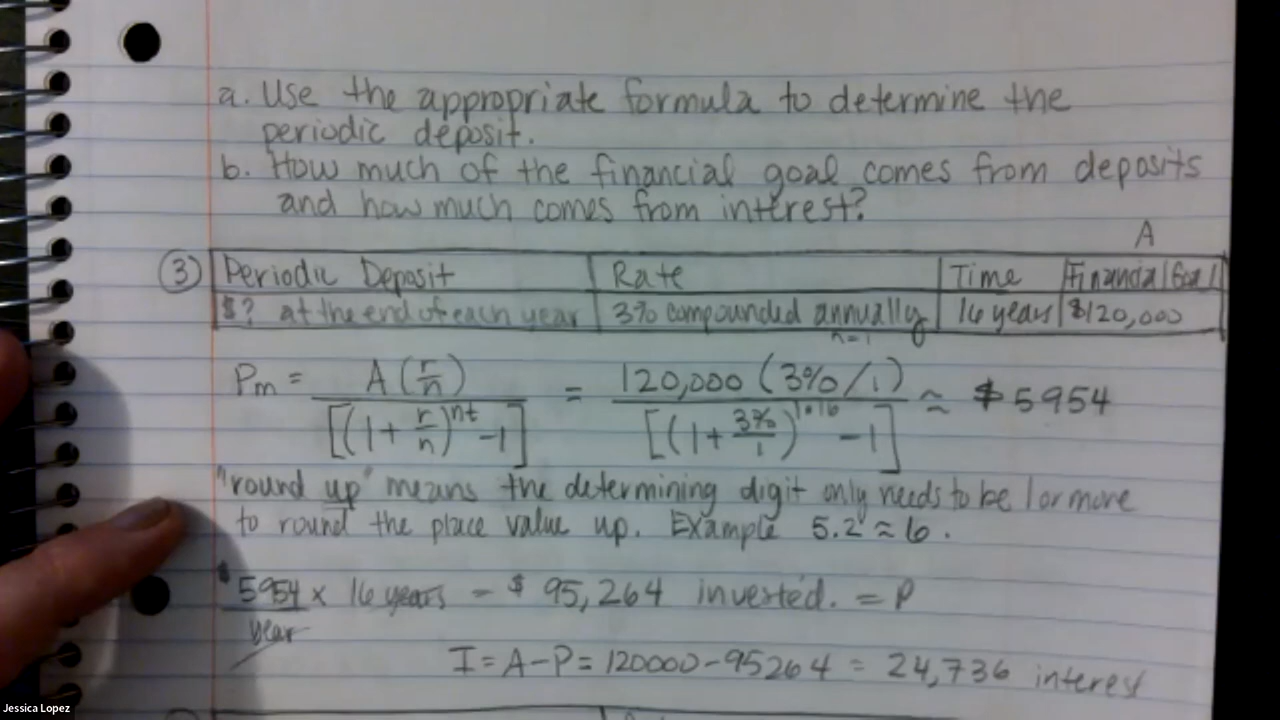 a. Use the appropriate formula to determine the
periodic deposit.
b. How much of the financial goal comes from deposits
and how much comes from interest?
A
③ Periodic Deposit Rate Time Financial Goal
$? at the end of each year 3% compounded annually 16 years $120,000
n=1
Pm = A(r/n) / [(1+r/n)^nt -1] = 120,000 (3%/1) / [(1+3%/1)^1·16 -1] ≈ $5954
"round up" means the determining digit only needs to be 1 or more
to round the place value up. Example 5.2 ≈ 6.
$5954/year x 16 years = $95,264 invested. = P
I = A-P = 120000-95264 = 24,736 interest
Jessica Lopez